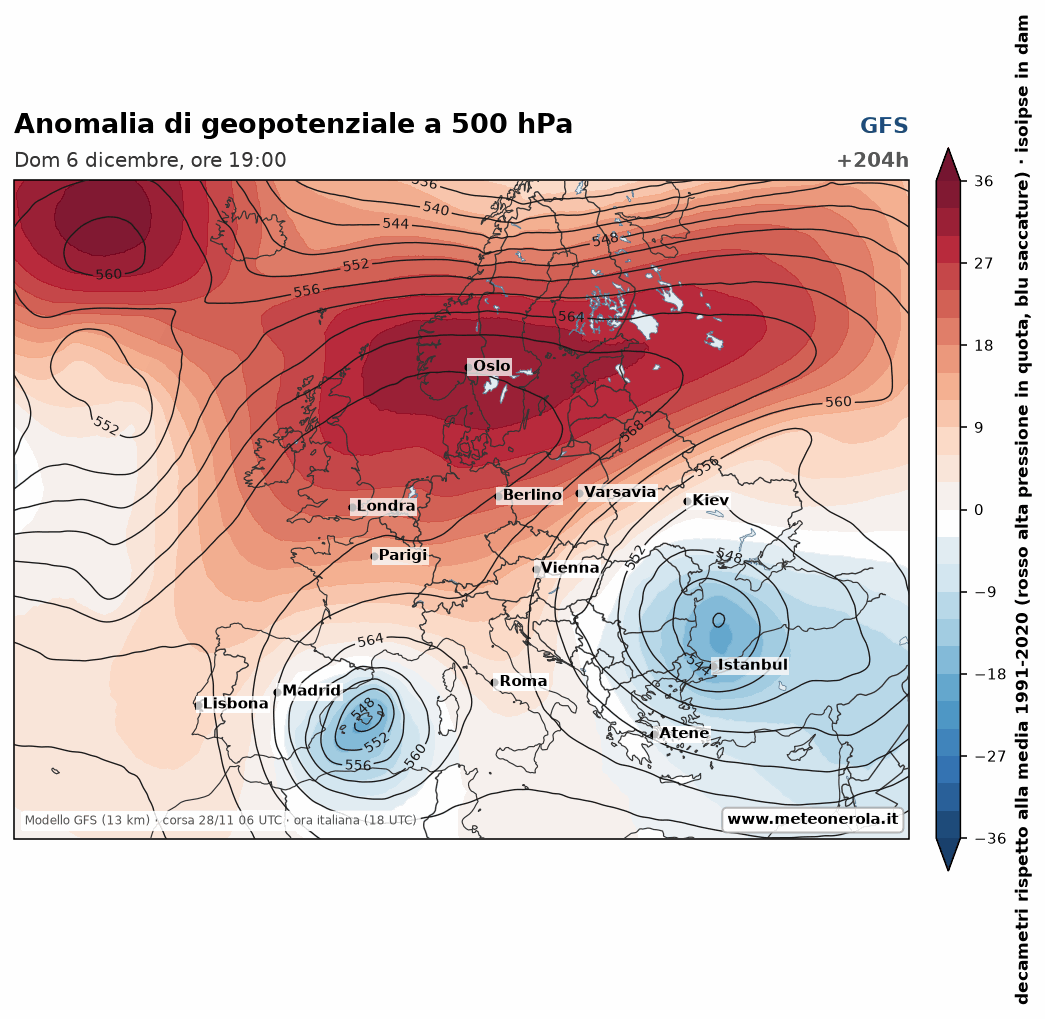 Anomalia di geopotenziale a 500 hPa
GFS
Dom 6 dicembre, ore 19:00
+204h
536
540
544
548
552
556
560
564
560
552
568
556
552
548
564
548
552
556
560
544
Oslo
Londra
Berlino
Varsavia
Kiev
Parigi
Vienna
Madrid
Lisbona
Roma
Istanbul
Atene
Modello GFS (13 km) · corsa 28/11 06 UTC · ora italiana (18 UTC)
www.meteonerola.it
36
27
18
9
0
−9
−18
−27
−36
decametri rispetto alla media 1991-2020 (rosso alta pressione in quota, blu saccature) · isoipse in dam